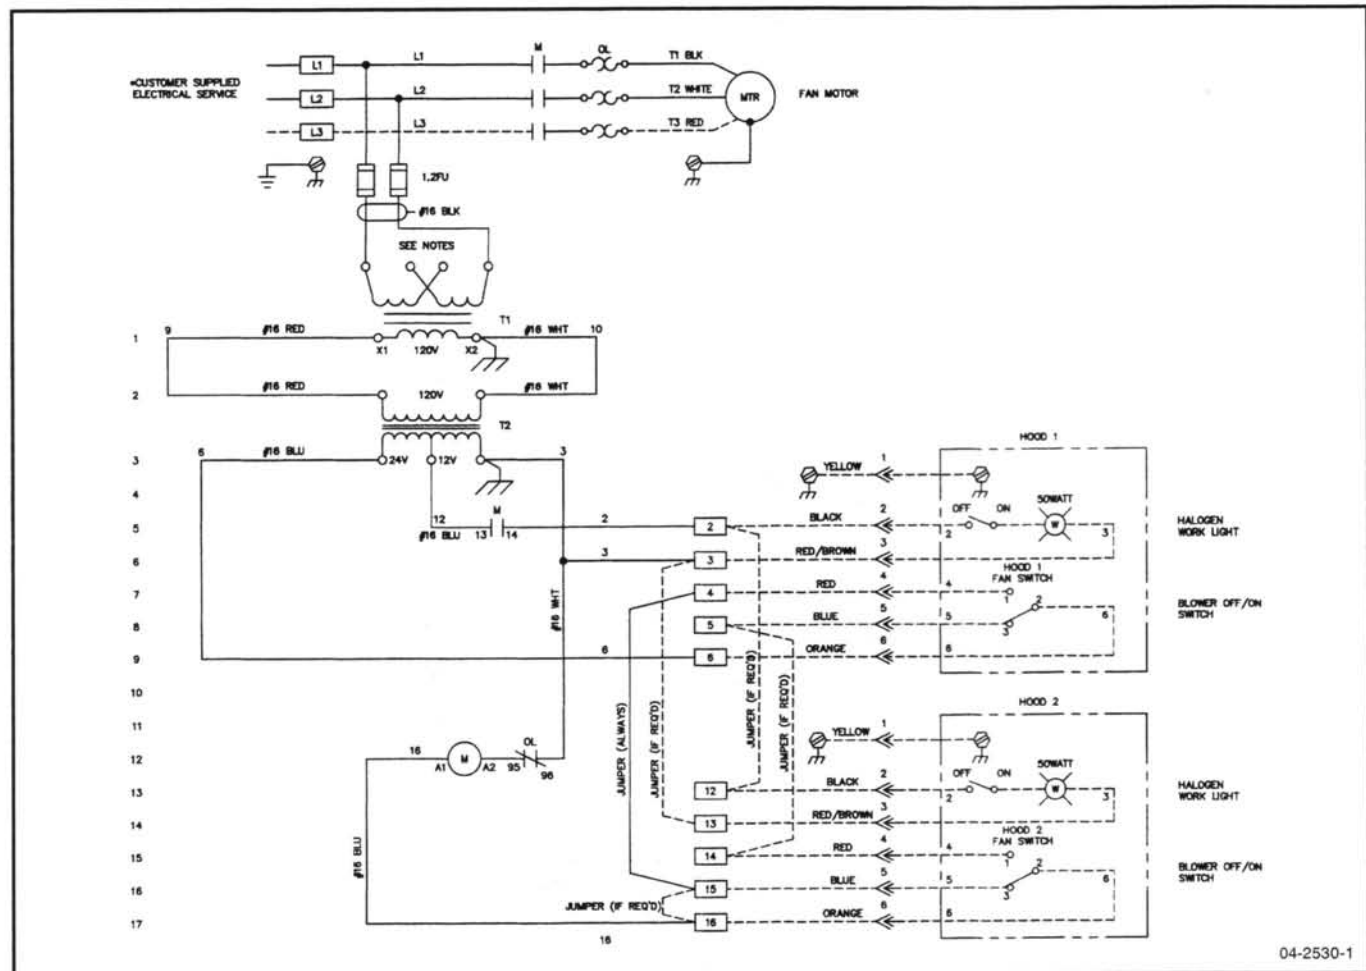 L1 L1 M OL T1 BLK
*CUSTOMER SUPPLIED
ELECTRICAL SERVICE
L2 L2 T2 WHITE MTR FAN MOTOR
L3 L3 T3 RED
1,2FU
#16 BLK
SEE NOTES
T1
1 9 #16 RED #16 WHT 10
X1 120V X2
2 #16 RED 120V #16 WHT
T2
HOOD 1
3 6 #16 BLU 24V 12V 3
YELLOW 1
4
M
5 12 #16 BLU 13 14 2 2 BLACK 2 2 OFF ON 50WATT W 3
HALOGEN
WORK LIGHT
6 3 3 RED/BROWN 3
HOOD 1
FAN SWITCH
7 4 RED 4 4 1 2
8 5 BLUE 5 5 3 6
BLOWER OFF/ON
SWITCH
#16 WHT
9 6 6 ORANGE 6 6
10
JUMPER (ALWAYS)
JUMPER (IF REQ'D)
JUMPER (IF REQ'D)
JUMPER (IF REQ'D)
HOOD 2
11
YELLOW 1
12 16 A1 M A2 95 OL 96
13 12 BLACK 2 2 OFF ON 50WATT W 3
HALOGEN
WORK LIGHT
14 13 RED/BROWN 3
HOOD 2
FAN SWITCH
#16 BLU
15 14 RED 4 4 1 2
16 15 BLUE 5 5 3 6
BLOWER OFF/ON
SWITCH
JUMPER (IF REQ'D)
17 16 ORANGE 6 6
16
04-2530-1